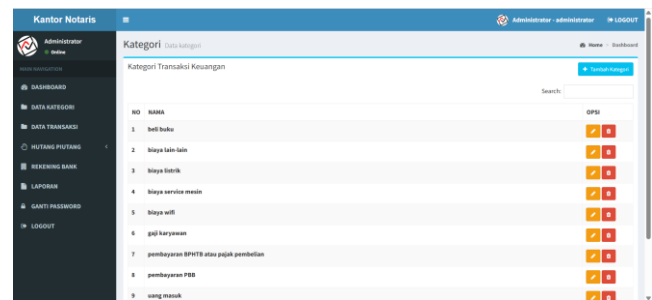 Kantor Notaris
Administrator - administrator LOGOUT
Administrator
Online
MAIN NAVIGATION
DASHBOARD
DATA KATEGORI
DATA TRANSAKSI
HUTANG PIUTANG
REKENING BANK
LAPORAN
GANTI PASSWORD
LOGOUT
Kategori Data kategori
Home > Dashboard
Kategori Transaksi Keuangan
Tambah Kategori
Search:
NO NAMA OPSI
1 beli buku
2 biaya lain-lain
3 biaya listrik
4 biaya service mesin
5 biaya wifi
6 gaji karyawan
7 pembayaran BPHTB atau pajak pembelian
8 pembayaran PBB
9 uang masuk